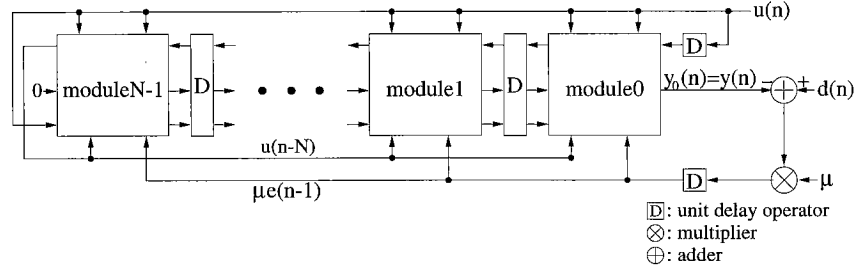 u(n)
D
0 moduleN-1 D module1 D module0 y₀(n)=y(n) − + d(n)
u(n-N)
μe(n-1) D μ
D : unit delay operator
: multiplier
: adder